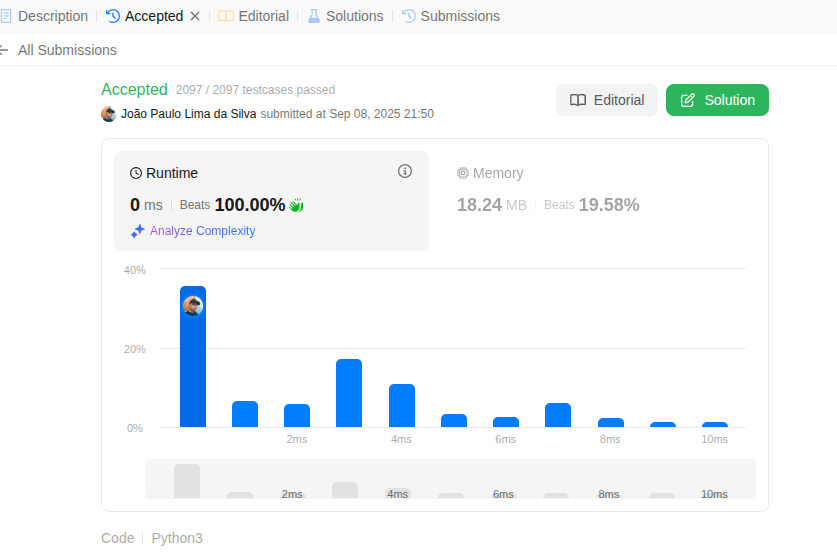 Description Accepted Editorial Solutions Submissions
All Submissions
Accepted 2097 / 2097 testcases passed
João Paulo Lima da Silva submitted at Sep 08, 2025 21:50
Editorial Solution
Runtime
0 ms Beats 100.00%
Analyze Complexity
Memory
18.24 MB Beats 19.58%
40%
20%
0%
2ms 4ms 6ms 8ms 10ms
2ms 4ms 6ms 8ms 10ms
Code Python3